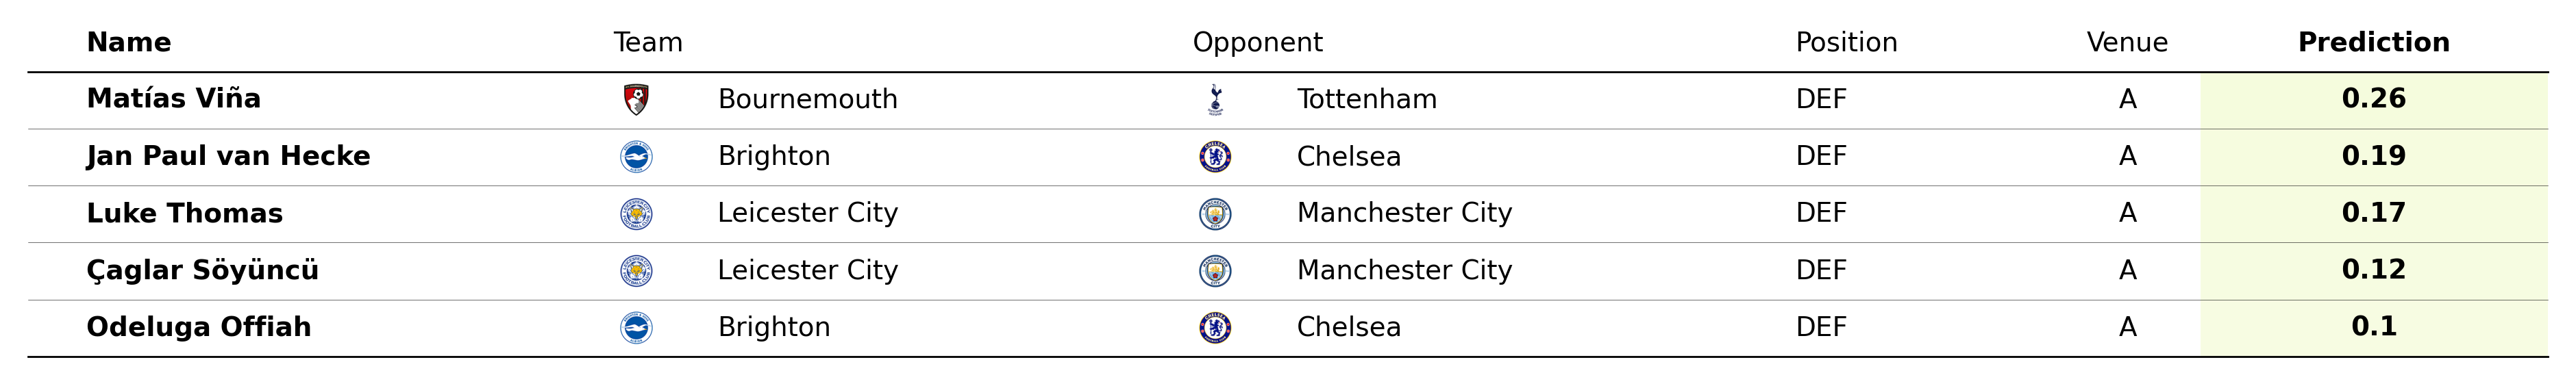 Name Team Opponent Position Venue Prediction
Matías Viña Bournemouth Tottenham DEF A 0.26
Jan Paul van Hecke Brighton Chelsea DEF A 0.19
Luke Thomas Leicester City Manchester City DEF A 0.17
Çaglar Söyüncü Leicester City Manchester City DEF A 0.12
Odeluga Offiah Brighton Chelsea DEF A 0.1